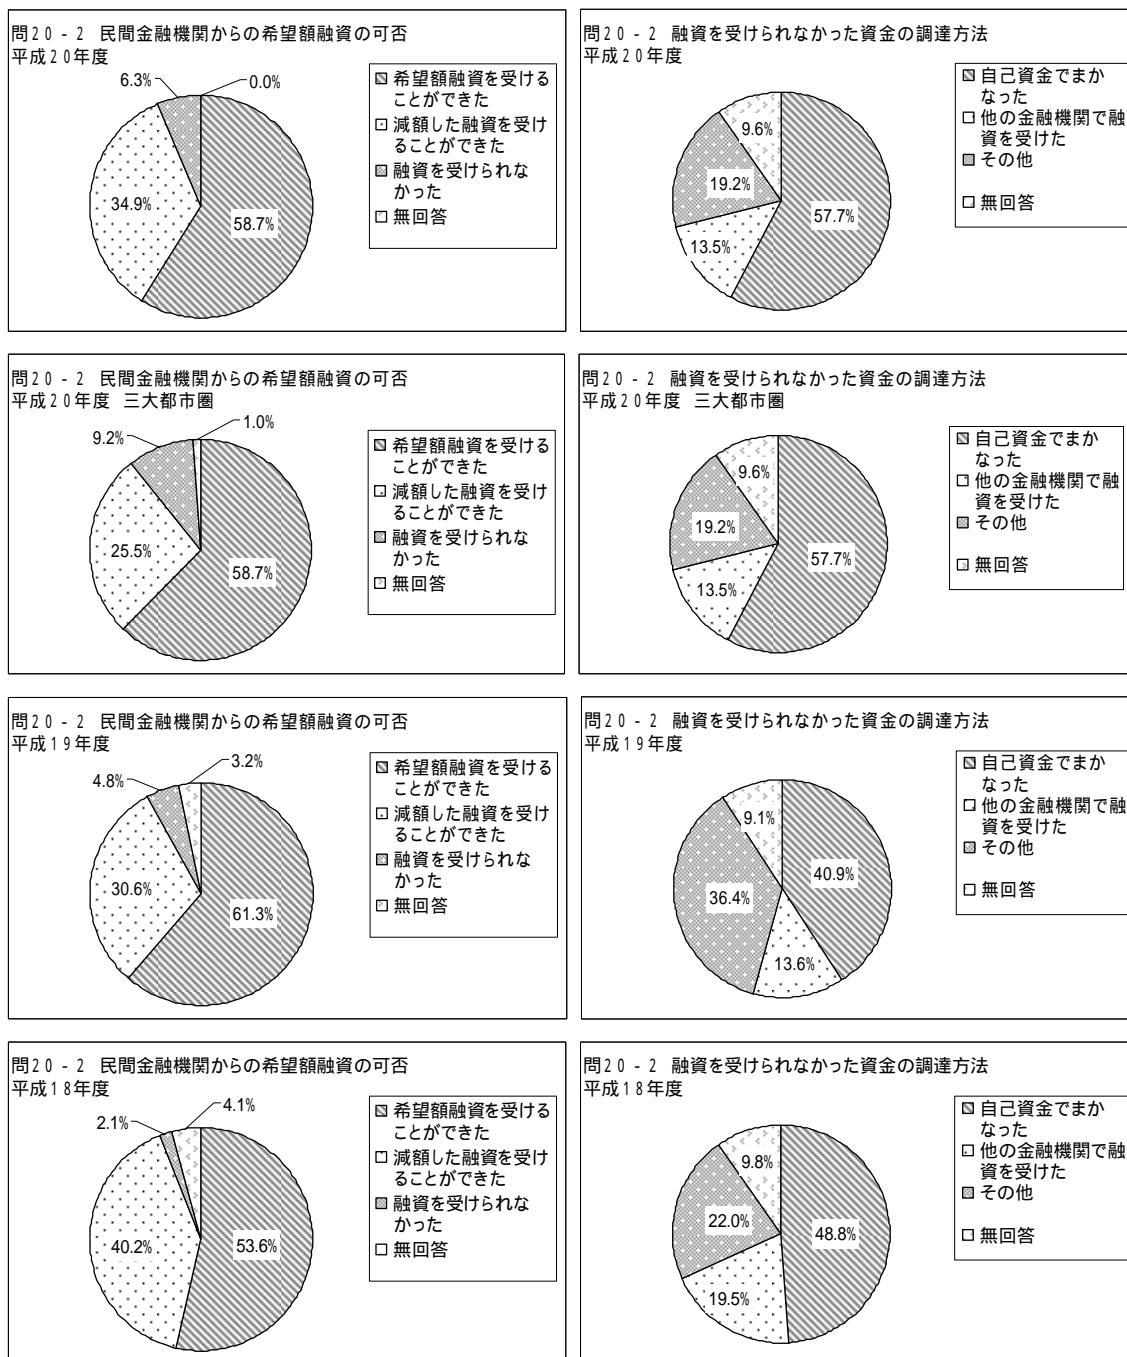 問20-2 民間金融機関からの希望額融資の可否
平成20年度
6.3%
0.0%
34.9%
58.7%
希望額融資を受ける
ことができた
減額した融資を受け
ることができた
融資を受けられな
かった
無回答
問20-2 融資を受けられなかった資金の調達方法
平成20年度
9.6%
19.2%
13.5%
57.7%
自己資金でまか
なった
他の金融機関で融
資を受けた
その他
無回答
問20-2 民間金融機関からの希望額融資の可否
平成20年度 三大都市圏
9.2%
1.0%
25.5%
58.7%
希望額融資を受ける
ことができた
減額した融資を受け
ることができた
融資を受けられな
かった
無回答
問20-2 融資を受けられなかった資金の調達方法
平成20年度 三大都市圏
9.6%
19.2%
13.5%
57.7%
自己資金でまか
なった
他の金融機関で融
資を受けた
その他
無回答
問20-2 民間金融機関からの希望額融資の可否
平成19年度
4.8%
3.2%
30.6%
61.3%
希望額融資を受ける
ことができた
減額した融資を受け
ることができた
融資を受けられな
かった
無回答
問20-2 融資を受けられなかった資金の調達方法
平成19年度
9.1%
36.4%
40.9%
13.6%
自己資金でまか
なった
他の金融機関で融
資を受けた
その他
無回答
問20-2 民間金融機関からの希望額融資の可否
平成18年度
2.1%
4.1%
40.2%
53.6%
希望額融資を受ける
ことができた
減額した融資を受け
ることができた
融資を受けられな
かった
無回答
問20-2 融資を受けられなかった資金の調達方法
平成18年度
9.8%
22.0%
48.8%
19.5%
自己資金でまか
なった
他の金融機関で融
資を受けた
その他
無回答